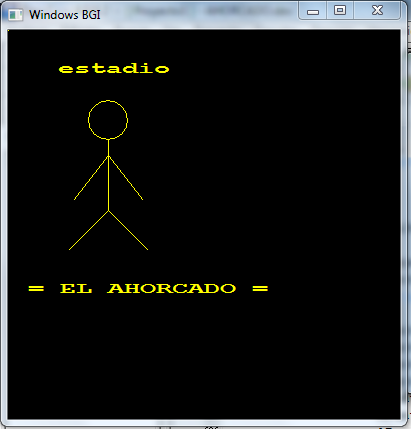 Windows BGI
estadio
= EL AHORCADO =